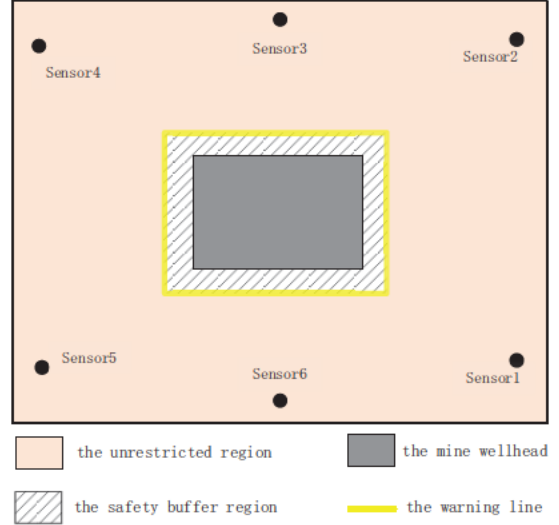 Sensor3
Sensor2
Sensor4
Sensor5
Sensor6
Sensor1
the unrestricted region
the mine wellhead
the safety buffer region
the warning line